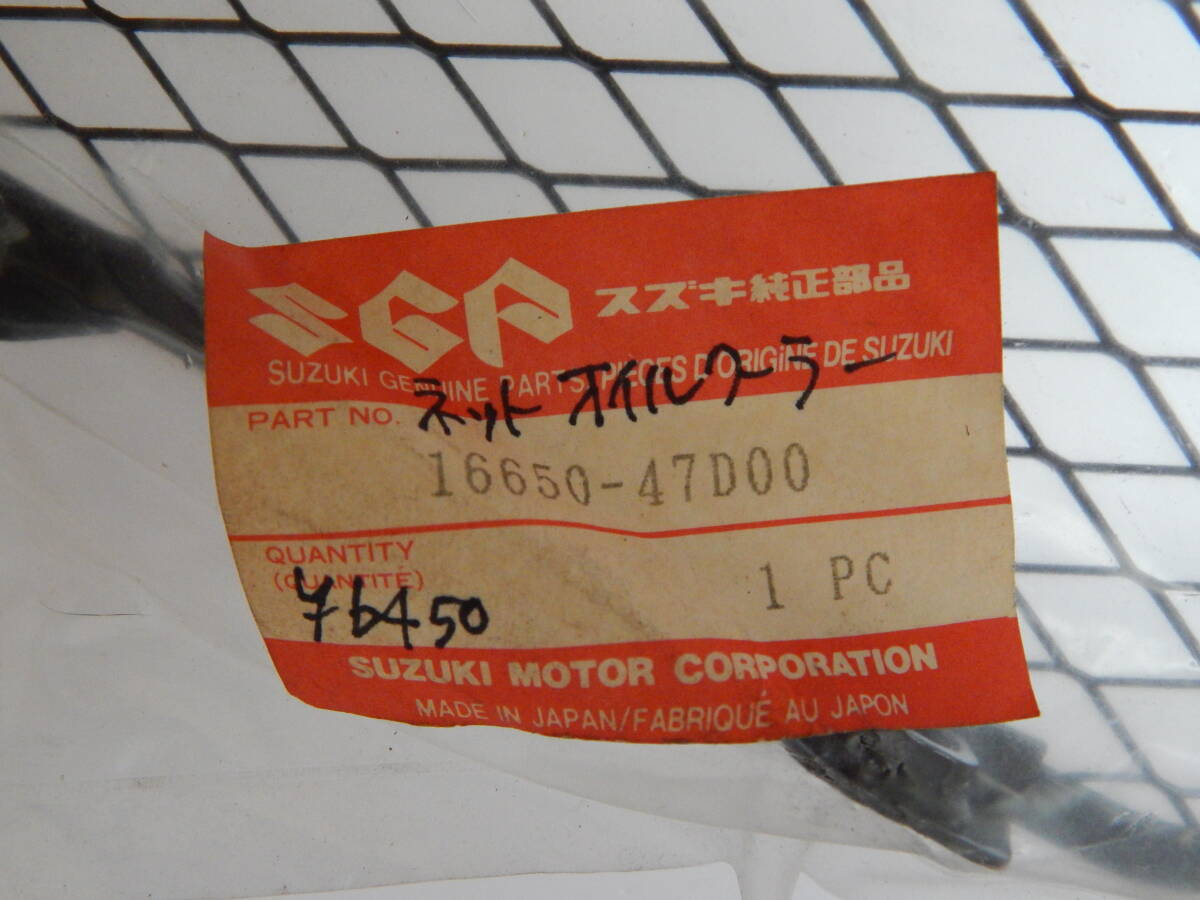 SGP スズキ純正部品
SUZUKI GENUINE PARTS/PIÈCES D'ORIGiNE DE SUZUKI
PART NO. ネット オイルクーラー
16650-47D00
QUANTITY
(QUANTITÉ) 1 PC
¥6450
SUZUKI MOTOR CORPORATION
MADE IN JAPAN/FABRIQUÉ AU JAPON